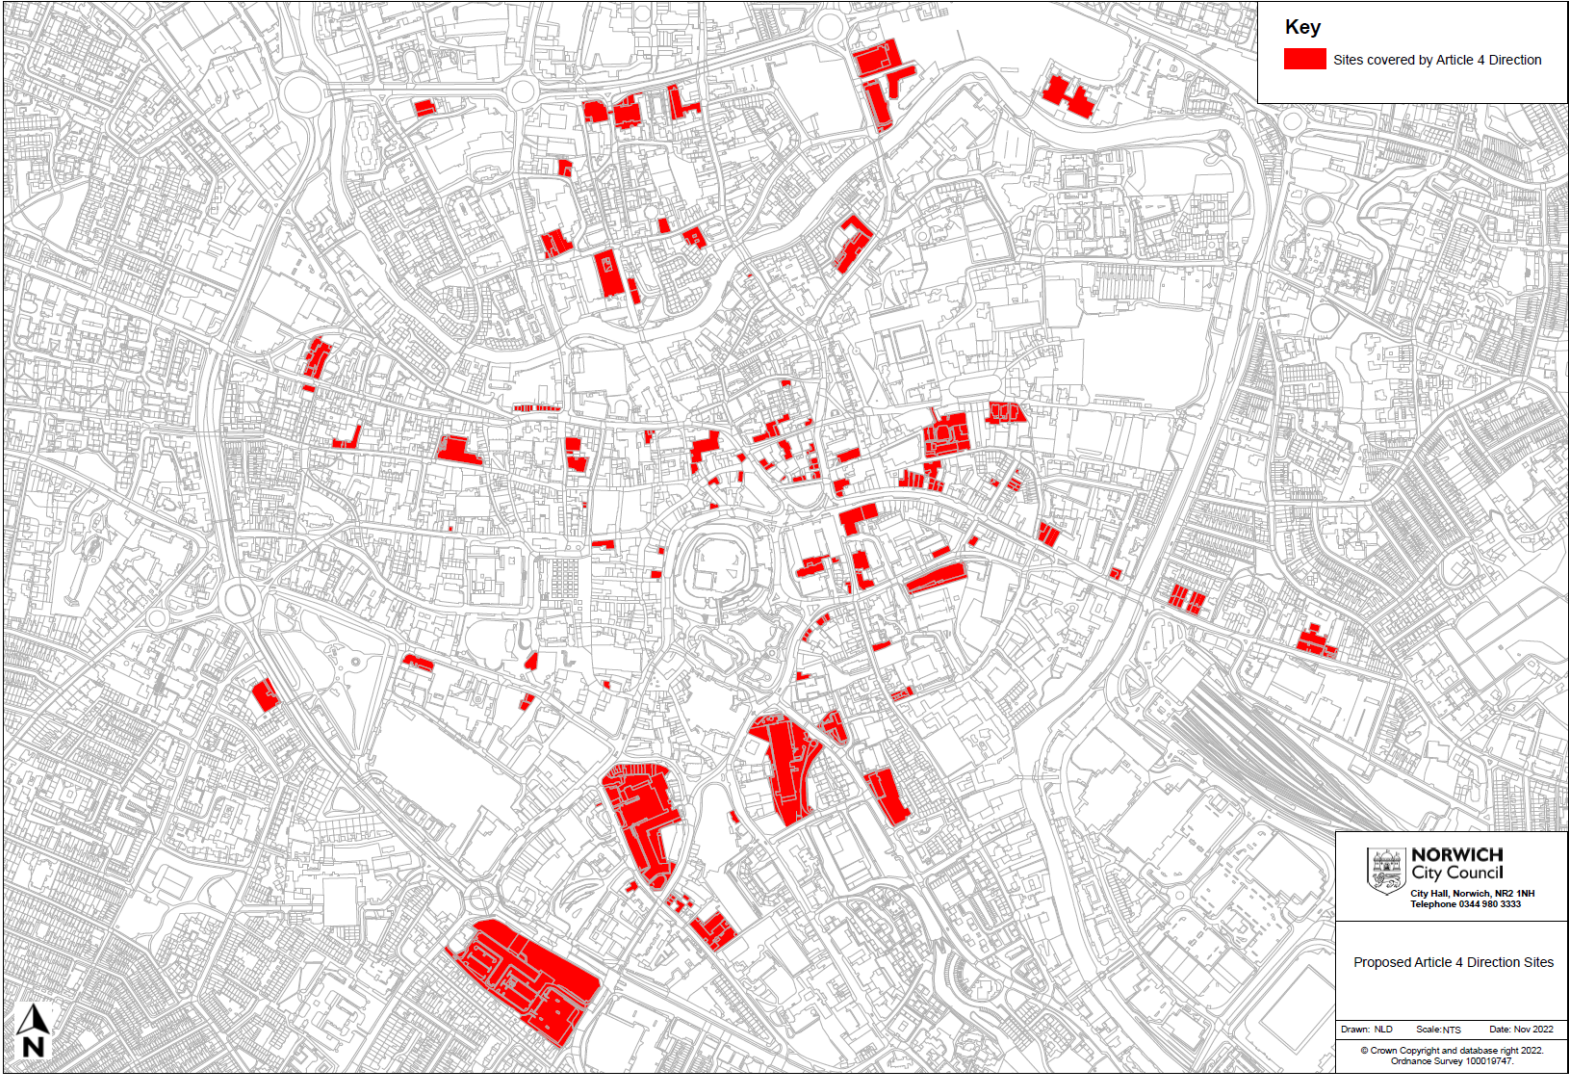 Key
Sites covered by Article 4 Direction
NORWICH
City Council
City Hall, Norwich, NR2 1NH
Telephone 0344 980 3333
Proposed Article 4 Direction Sites
Drawn: NLD Scale:NTS Date: Nov 2022
© Crown Copyright and database right 2022.
Ordnance Survey 100019747.
N